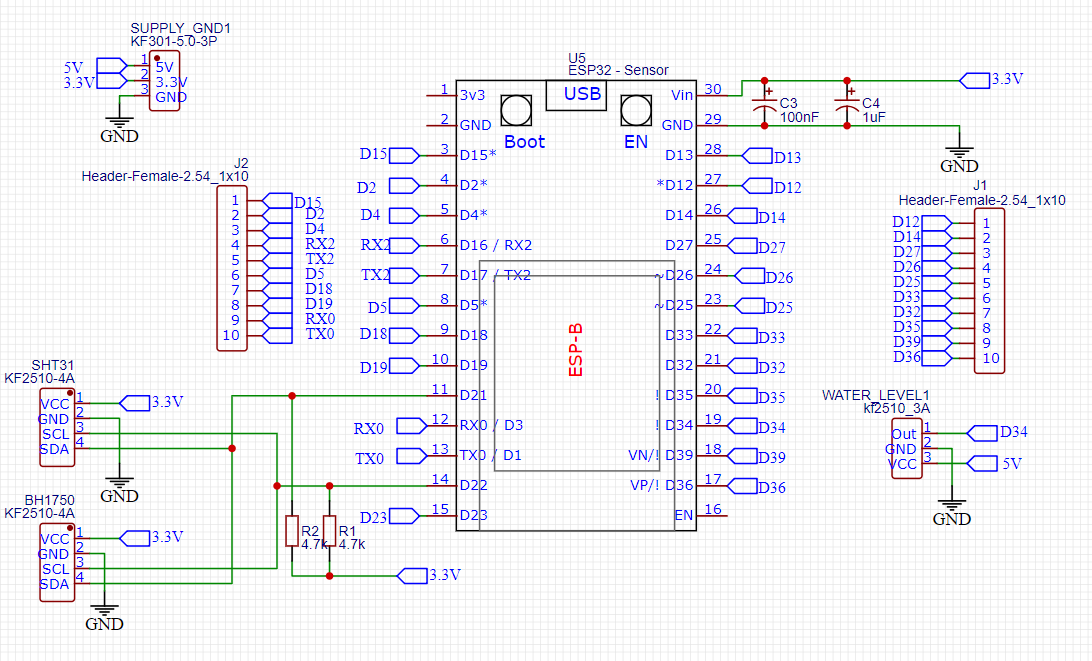 SUPPLY_GND1
KF301-5.0-3P
5V
3.3V
1
2
3
5V
3.3V
GND
GND
U5
ESP32 - Sensor
USB
Boot
EN
ESP-B
1 3v3
2 GND
D15 3 D15*
D2 4 D2*
D4 5 D4*
RX2 6 D16 / RX2
TX2 7 D17 / TX2
D5 8 D5*
D18 9 D18
D19 10 D19
11 D21
RX0 12 RX0 / D3
TX0 13 TX0 / D1
14 D22
D23 15 D23
Vin 30
GND 29
D13 28 D13
*D12 27 D12
D14 26 D14
D27 25 D27
~D26 24 D26
~D25 23 D25
D33 22 D33
D32 21 D32
! D35 20 D35
! D34 19 D34
VN/! D39 18 D39
VP/! D36 17 D36
EN 16
3.3V
C3
100nF
C4
1uF
GND
J2
Header-Female-2.54_1x10
1 D15
2 D2
3 D4
4 RX2
5 TX2
6 D5
7 D18
8 D19
9 RX0
10 TX0
J1
Header-Female-2.54_1x10
D12 1
D14 2
D27 3
D26 4
D25 5
D33 6
D32 7
D35 8
D39 9
D36 10
SHT31
KF2510-4A
VCC 1 3.3V
GND 2
SCL 3
SDA 4
GND
BH1750
KF2510-4A
VCC 1 3.3V
GND 2
SCL 3
SDA 4
GND
R2
4.7k
R1
4.7k
3.3V
WATER_LEVEL1
kf2510_3A
Out 1 D34
GND 2
VCC 3 5V
GND